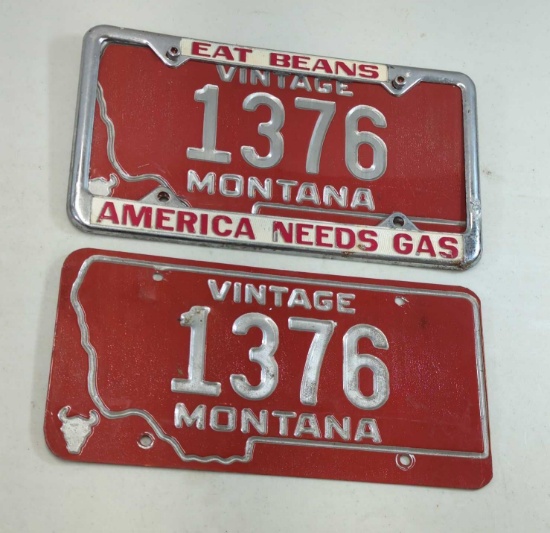 EAT BEANS
VINTAGE
1376
MONTANA
AMERICA NEEDS GAS
VINTAGE
1376
MONTANA